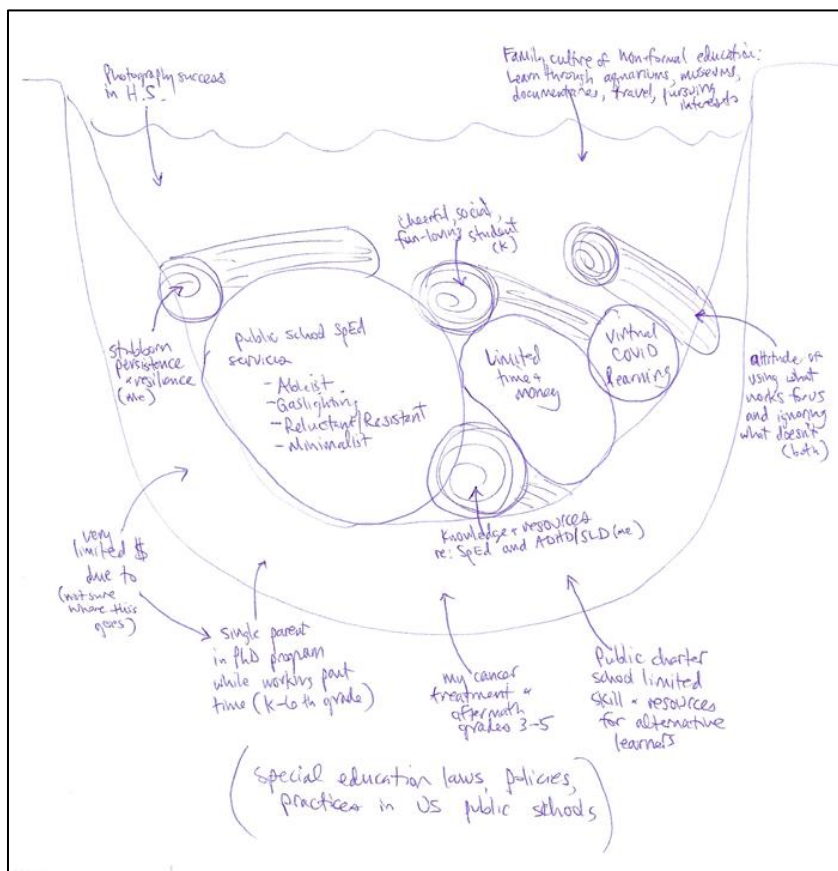 Photography success
in H.S.
Family culture of non-formal education:
Learn through aquariums, museums,
documentaries, travel, pursuing
interests
cheerful, social,
fun-loving student
(K)
stubborn
persistence
& resilience
(me)
public school SpEd
services
- Ableist
- Gaslighting
- Reluctant/Resistant
- Minimalist
Limited
time &
money
virtual
COVID
learning
attitude of
using what
works for us
and ignoring
what doesn't
(both)
Knowledge & resources
re: SpEd and ADHD/SLD (me)
very
limited $
due to
(not sure
where this
goes)
single parent
in PhD program
while working part
time (K-6th grade)
my cancer
treatment &
aftermath
grades 3-5
Public charter
school limited
skill & resources
for alternative
learners
(special education laws, policies,
practices in US public schools)